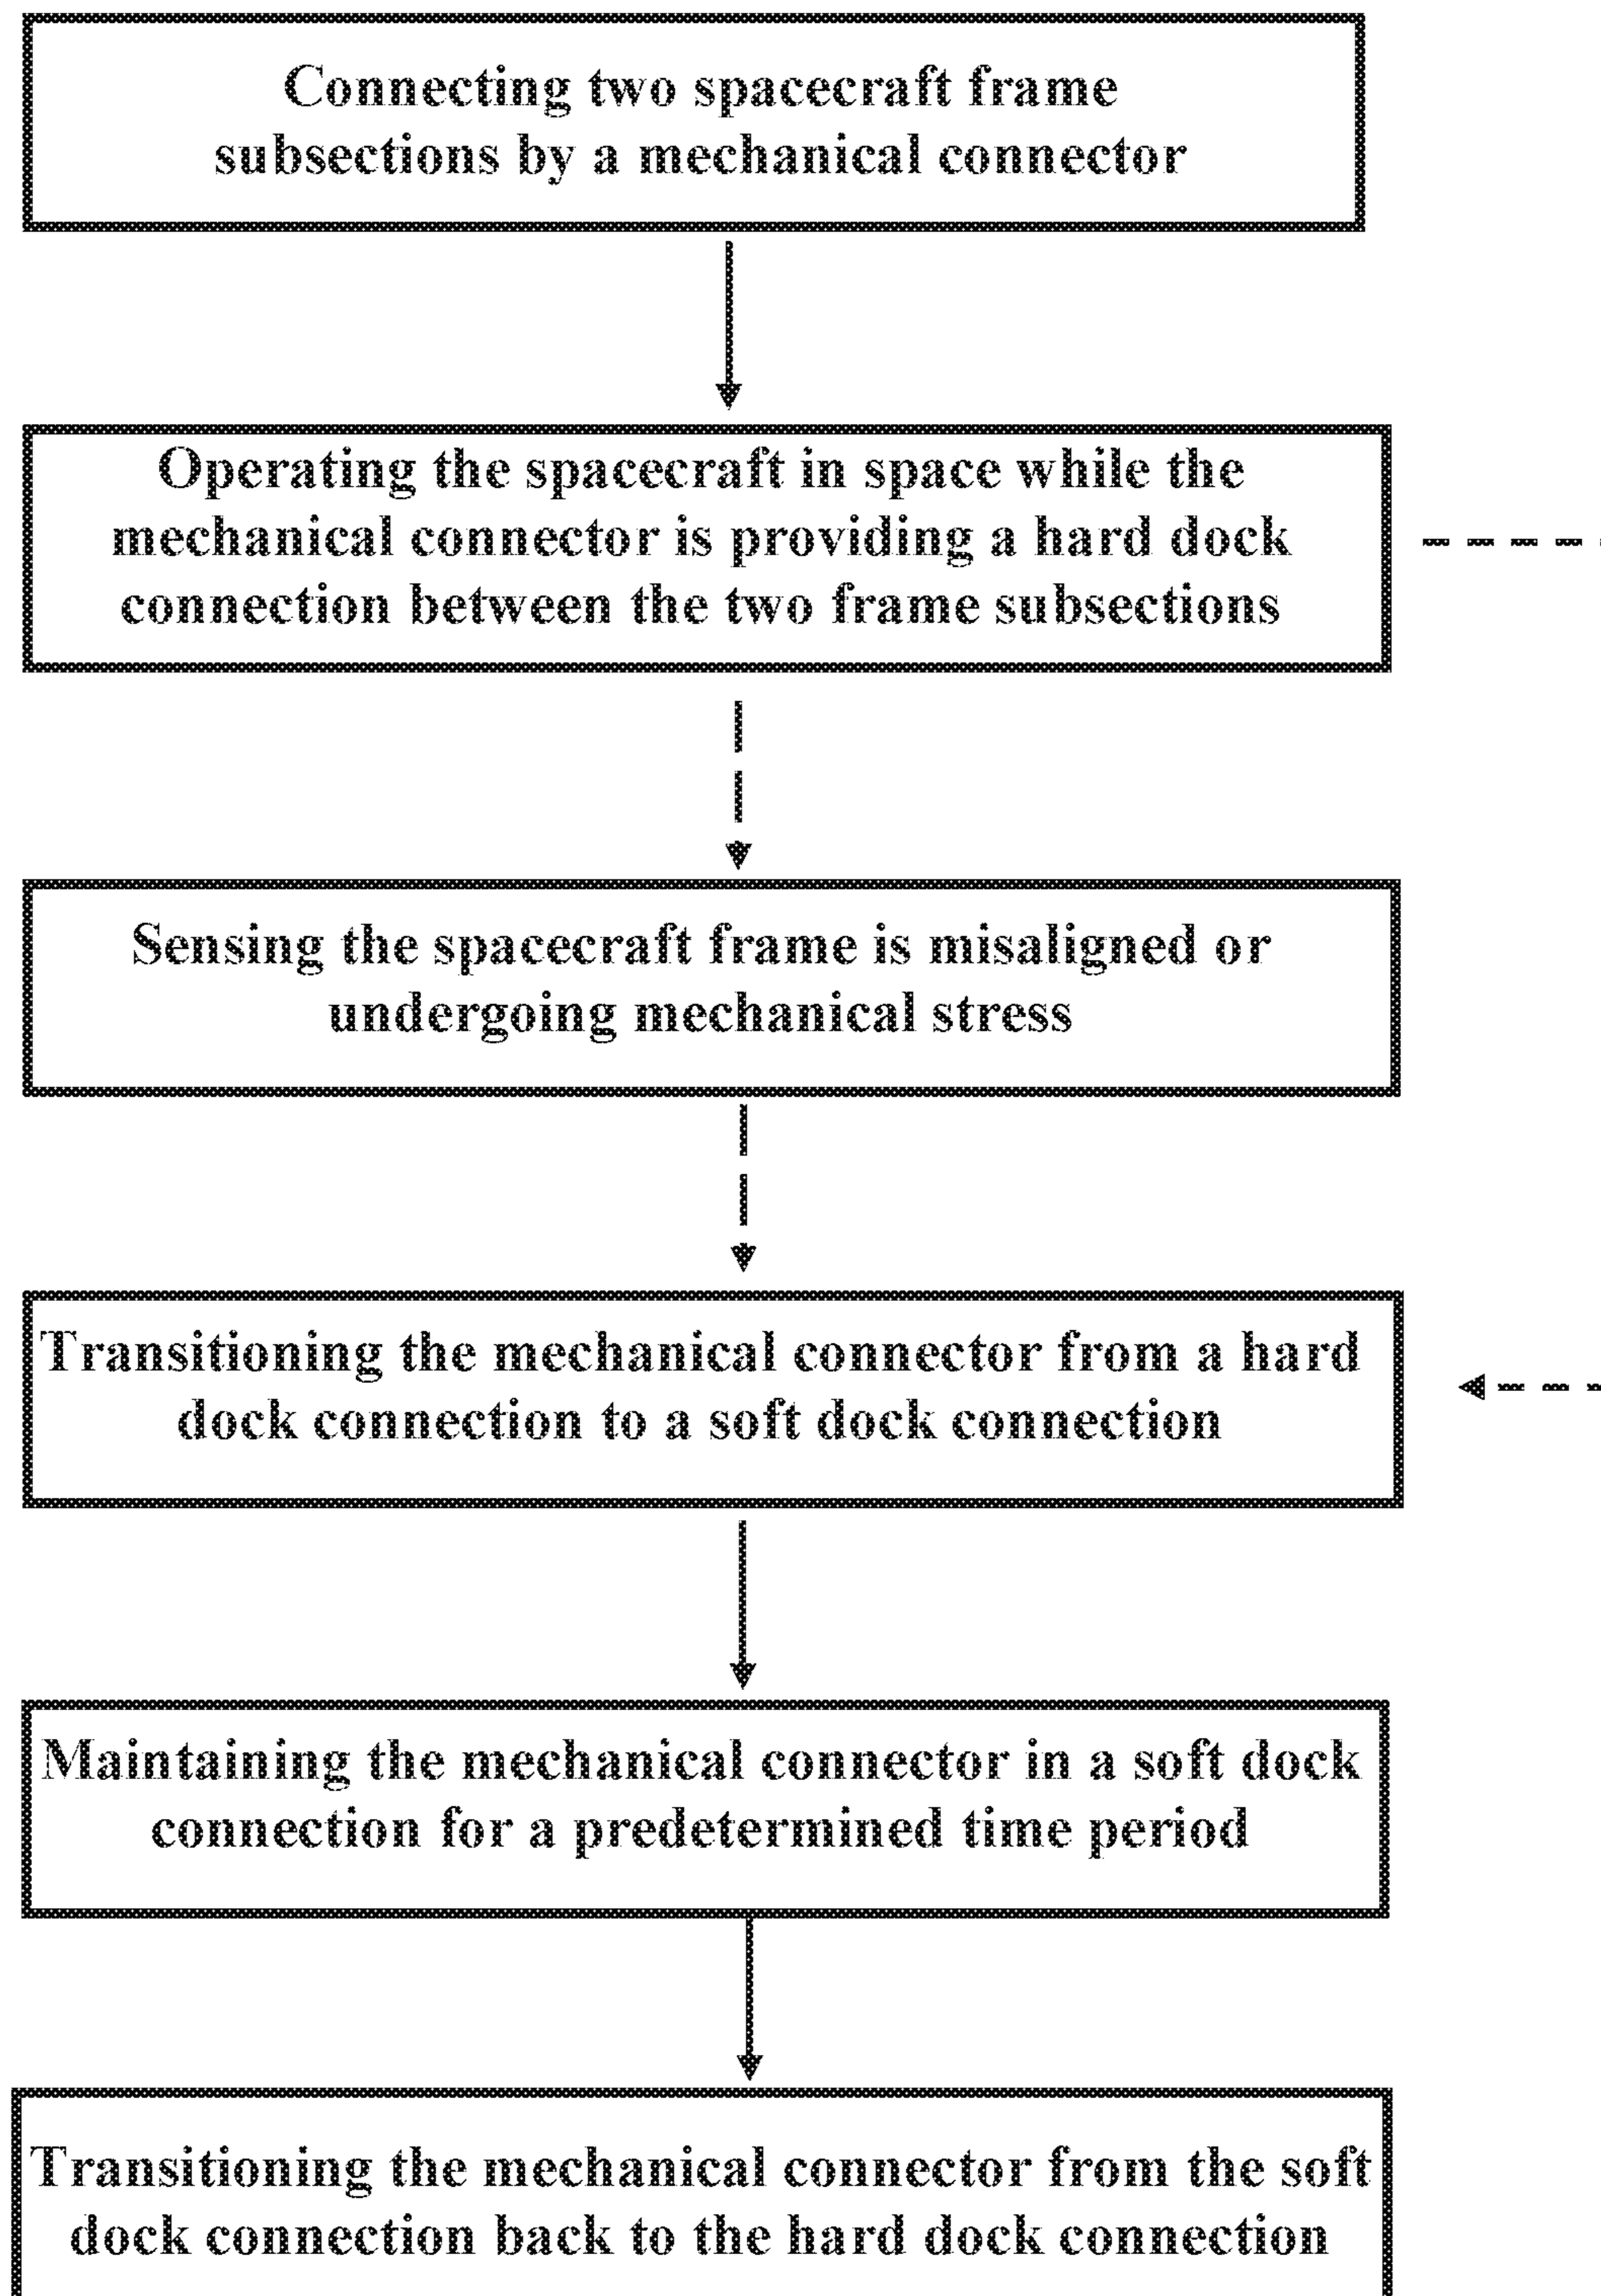 Connecting two spacecraft frame
subsections by a mechanical connector
Operating the spacecraft in space while the
mechanical connector is providing a hard dock
connection between the two frame subsections
Sensing the spacecraft frame is misaligned or
undergoing mechanical stress
Transitioning the mechanical connector from a hard
dock connection to a soft dock connection
Maintaining the mechanical connector in a soft dock
connection for a predetermined time period
Transitioning the mechanical connector from the soft
dock connection back to the hard dock connection